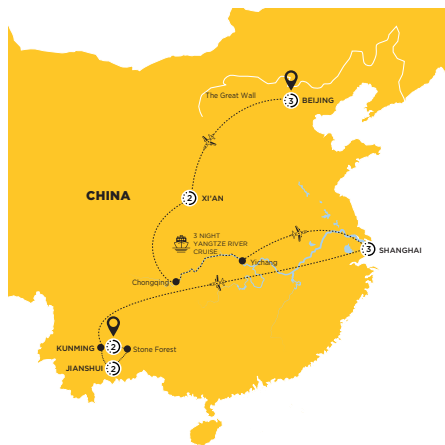 The Great Wall
3
BEIJING
CHINA
2
XI'AN
3 NIGHT
YANGTZE RIVER
CRUISE
Yichang
3
SHANGHAI
Chongqing
KUNMING
2
Stone Forest
JIANSHUI
2